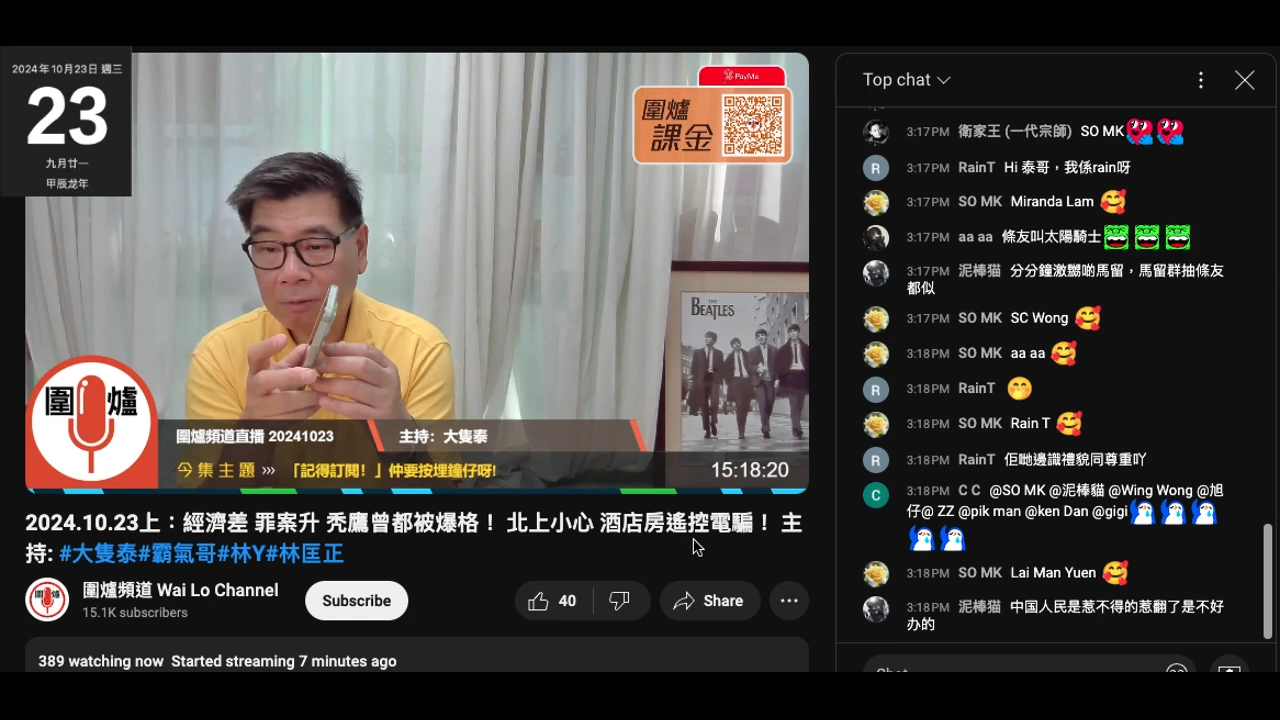 2024年10月23日 週三
23
九月廿一
甲辰龙年
PayMe
圍爐
課金
THE
BEATLES
圍爐
圍爐頻道直播 20241023
主持：大隻泰
今集主題 »» 「記得訂閱！」仲要按埋鐘仔呀!
15:18:20
2024.10.23上：經濟差 罪案升 禿鷹曾都被爆格！ 北上小心 酒店房遙控電騙！ 主
持: #大隻泰#霸氣哥#林Y#林匡正
圍爐頻道 Wai Lo Channel
15.1K subscribers
Subscribe
40
Share
389 watching now Started streaming 7 minutes ago
Top chat
3:17PM 衛家王 (一代宗師) SO MK
3:17PM RainT Hi 泰哥，我係rain呀
3:17PM SO MK Miranda Lam
3:17PM aa aa 條友叫太陽騎士
3:17PM 泥棒猫 分分鐘激嬲啲馬留，馬留群抽條友
都似
3:17PM SO MK SC Wong
3:18PM SO MK aa aa
3:18PM RainT
3:18PM SO MK Rain T
3:18PM RainT 佢哋邊識禮貌同尊重吖
3:18PM C C @SO MK @泥棒貓 @Wing Wong @旭
仔@ ZZ @pik man @ken Dan @gigi
3:18PM SO MK Lai Man Yuen
3:18PM 泥棒猫 中国人民是惹不得的惹翻了是不好
办的